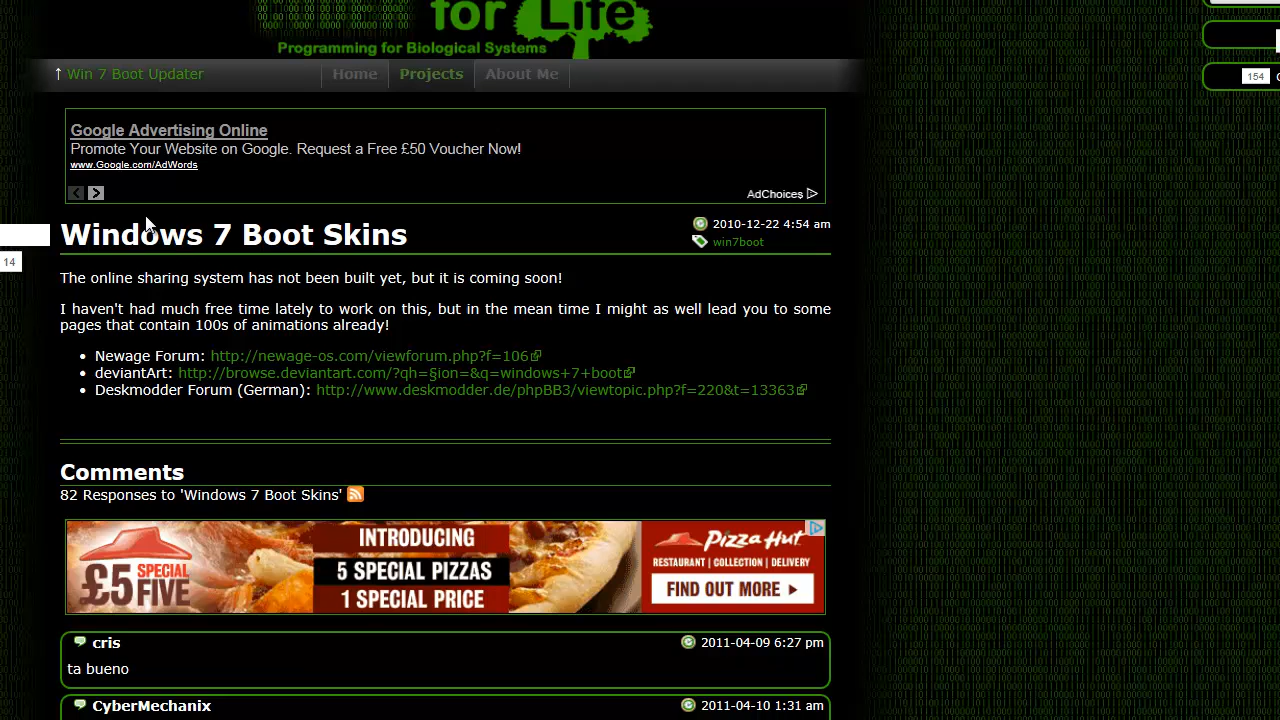 for Life
Programming for Biological Systems
↑ Win 7 Boot Updater
Home
Projects
About Me
154
Google Advertising Online
Promote Your Website on Google. Request a Free £50 Voucher Now!
www.Google.com/AdWords
AdChoices
Windows 7 Boot Skins
2010-12-22 4:54 am
win7boot
14
The online sharing system has not been built yet, but it is coming soon!
I haven't had much free time lately to work on this, but in the mean time I might as well lead you to some
pages that contain 100s of animations already!
• Newage Forum: http://newage-os.com/viewforum.php?f=106
• deviantArt: http://browse.deviantart.com/?qh=§ion=&q=windows+7+boot
• Deskmodder Forum (German): http://www.deskmodder.de/phpBB3/viewtopic.php?f=220&t=13363
Comments
82 Responses to 'Windows 7 Boot Skins'
£5 SPECIAL FIVE
INTRODUCING
5 SPECIAL PIZZAS
1 SPECIAL PRICE
Pizza Hut
RESTAURANT | COLLECTION | DELIVERY
FIND OUT MORE
cris
2011-04-09 6:27 pm
ta bueno
CyberMechanix
2011-04-10 1:31 am